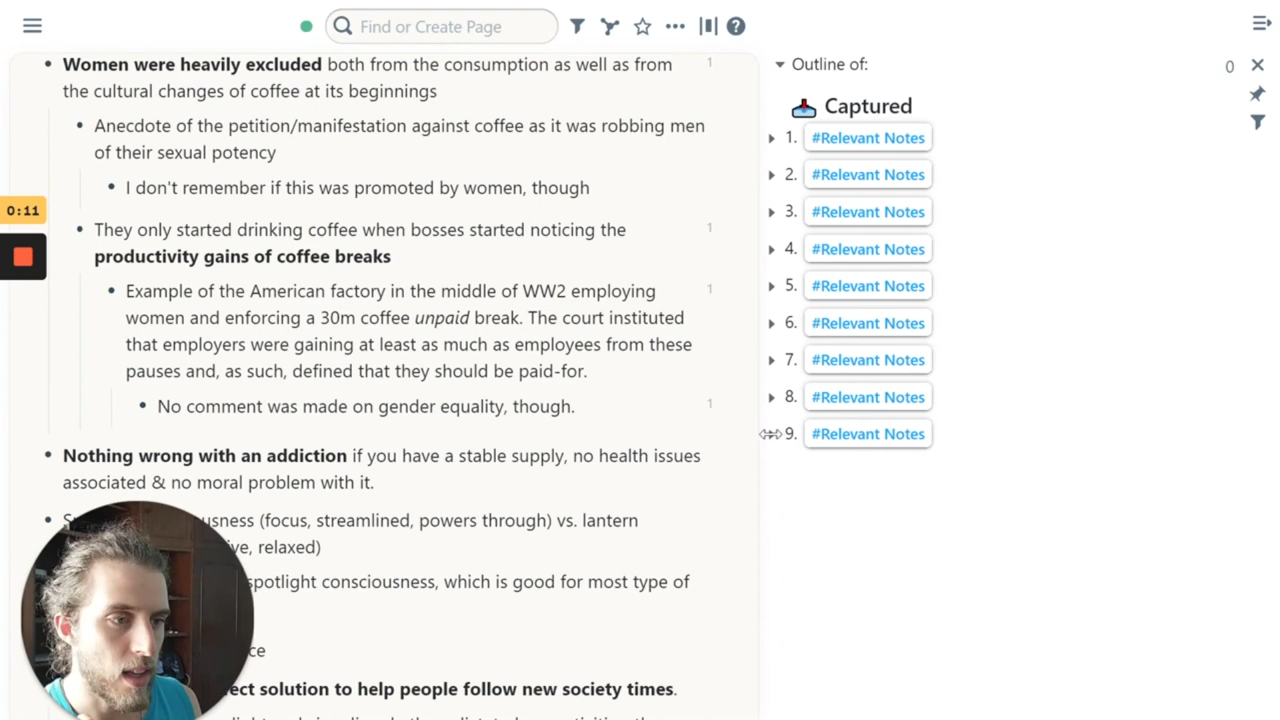 Find or Create Page
Women were heavily excluded both from the consumption as well as from 1
the cultural changes of coffee at its beginnings
Anecdote of the petition/manifestation against coffee as it was robbing men
of their sexual potency
I don't remember if this was promoted by women, though
0:11
They only started drinking coffee when bosses started noticing the 1
productivity gains of coffee breaks
Example of the American factory in the middle of WW2 employing 1
women and enforcing a 30m coffee unpaid break. The court instituted
that employers were gaining at least as much as employees from these
pauses and, as such, defined that they should be paid-for.
No comment was made on gender equality, though. 1
Nothing wrong with an addiction if you have a stable supply, no health issues
associated & no moral problem with it.
(focus, streamlined, powers through) vs. lantern
relaxed)
spotlight consciousness, which is good for most type of
solution to help people follow new society times.
Outline of: 0
Captured
1. #Relevant Notes
2. #Relevant Notes
3. #Relevant Notes
4. #Relevant Notes
5. #Relevant Notes
6. #Relevant Notes
7. #Relevant Notes
8. #Relevant Notes
9. #Relevant Notes